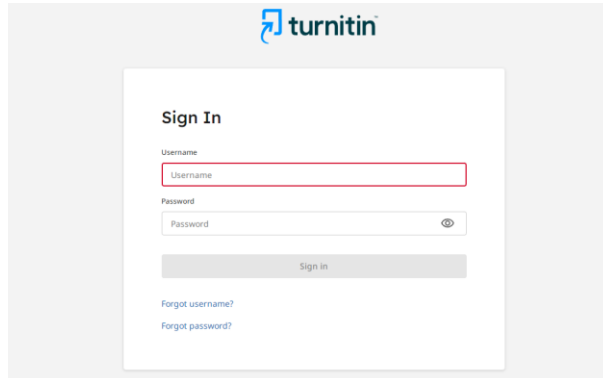 turnitin
Sign In
Username
Username
Password
Password
Sign in
Forgot username?
Forgot password?